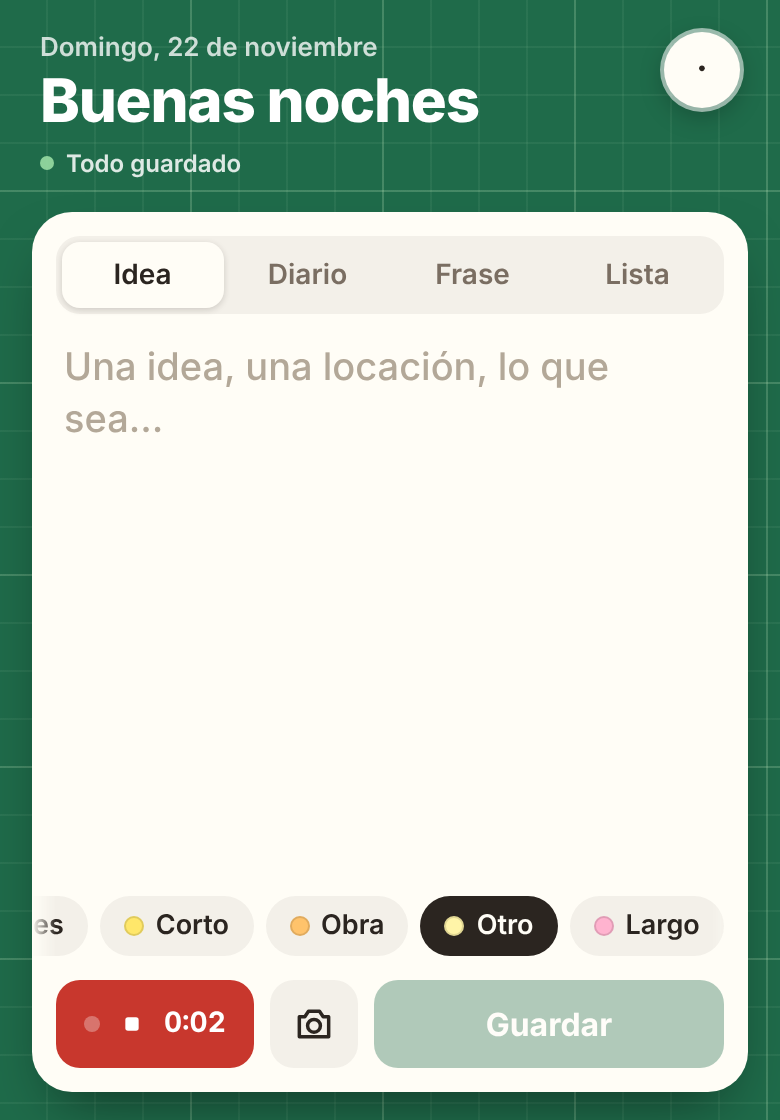 Domingo, 22 de noviembre
Buenas noches
Todo guardado
Idea
Diario
Frase
Lista
Una idea, una locación, lo que
sea...
es
Corto
Obra
Otro
Largo
0:02
Guardar